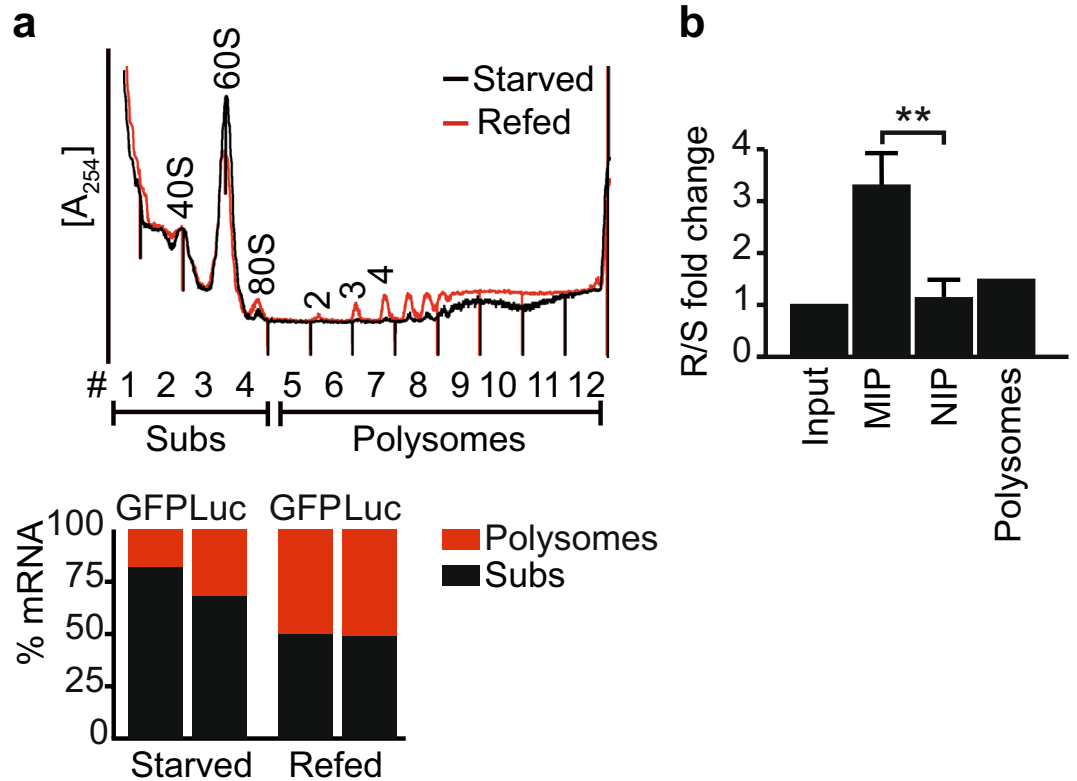 a
[A254]
40S
60S
80S
2
3
4
Starved
Refed
# 1 2 3 4 5 6 7 8 9 10 11 12
Subs Polysomes
% mRNA
100
75
50
25
0
GFP Luc GFP Luc
Starved Refed
Polysomes
Subs
b
R/S fold change
4
3
2
1
0
**
Input
MIP
NIP
Polysomes